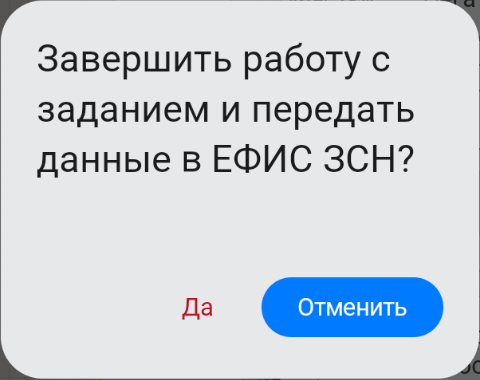 Завершить работу с
заданием и передать
данные в ЕФИС ЗСН?
Да
Отменить